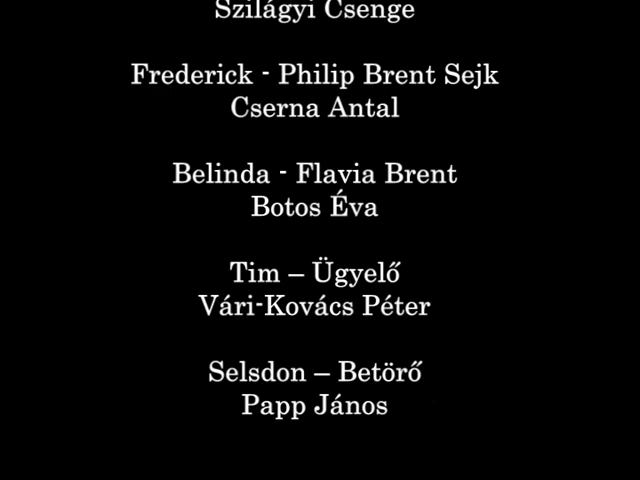 Szilágyi Csenge
Frederick - Philip Brent Sejk
Cserna Antal
Belinda - Flavia Brent
Botos Éva
Tim – Ügyelő
Vári-Kovács Péter
Selsdon – Betörő
Papp János